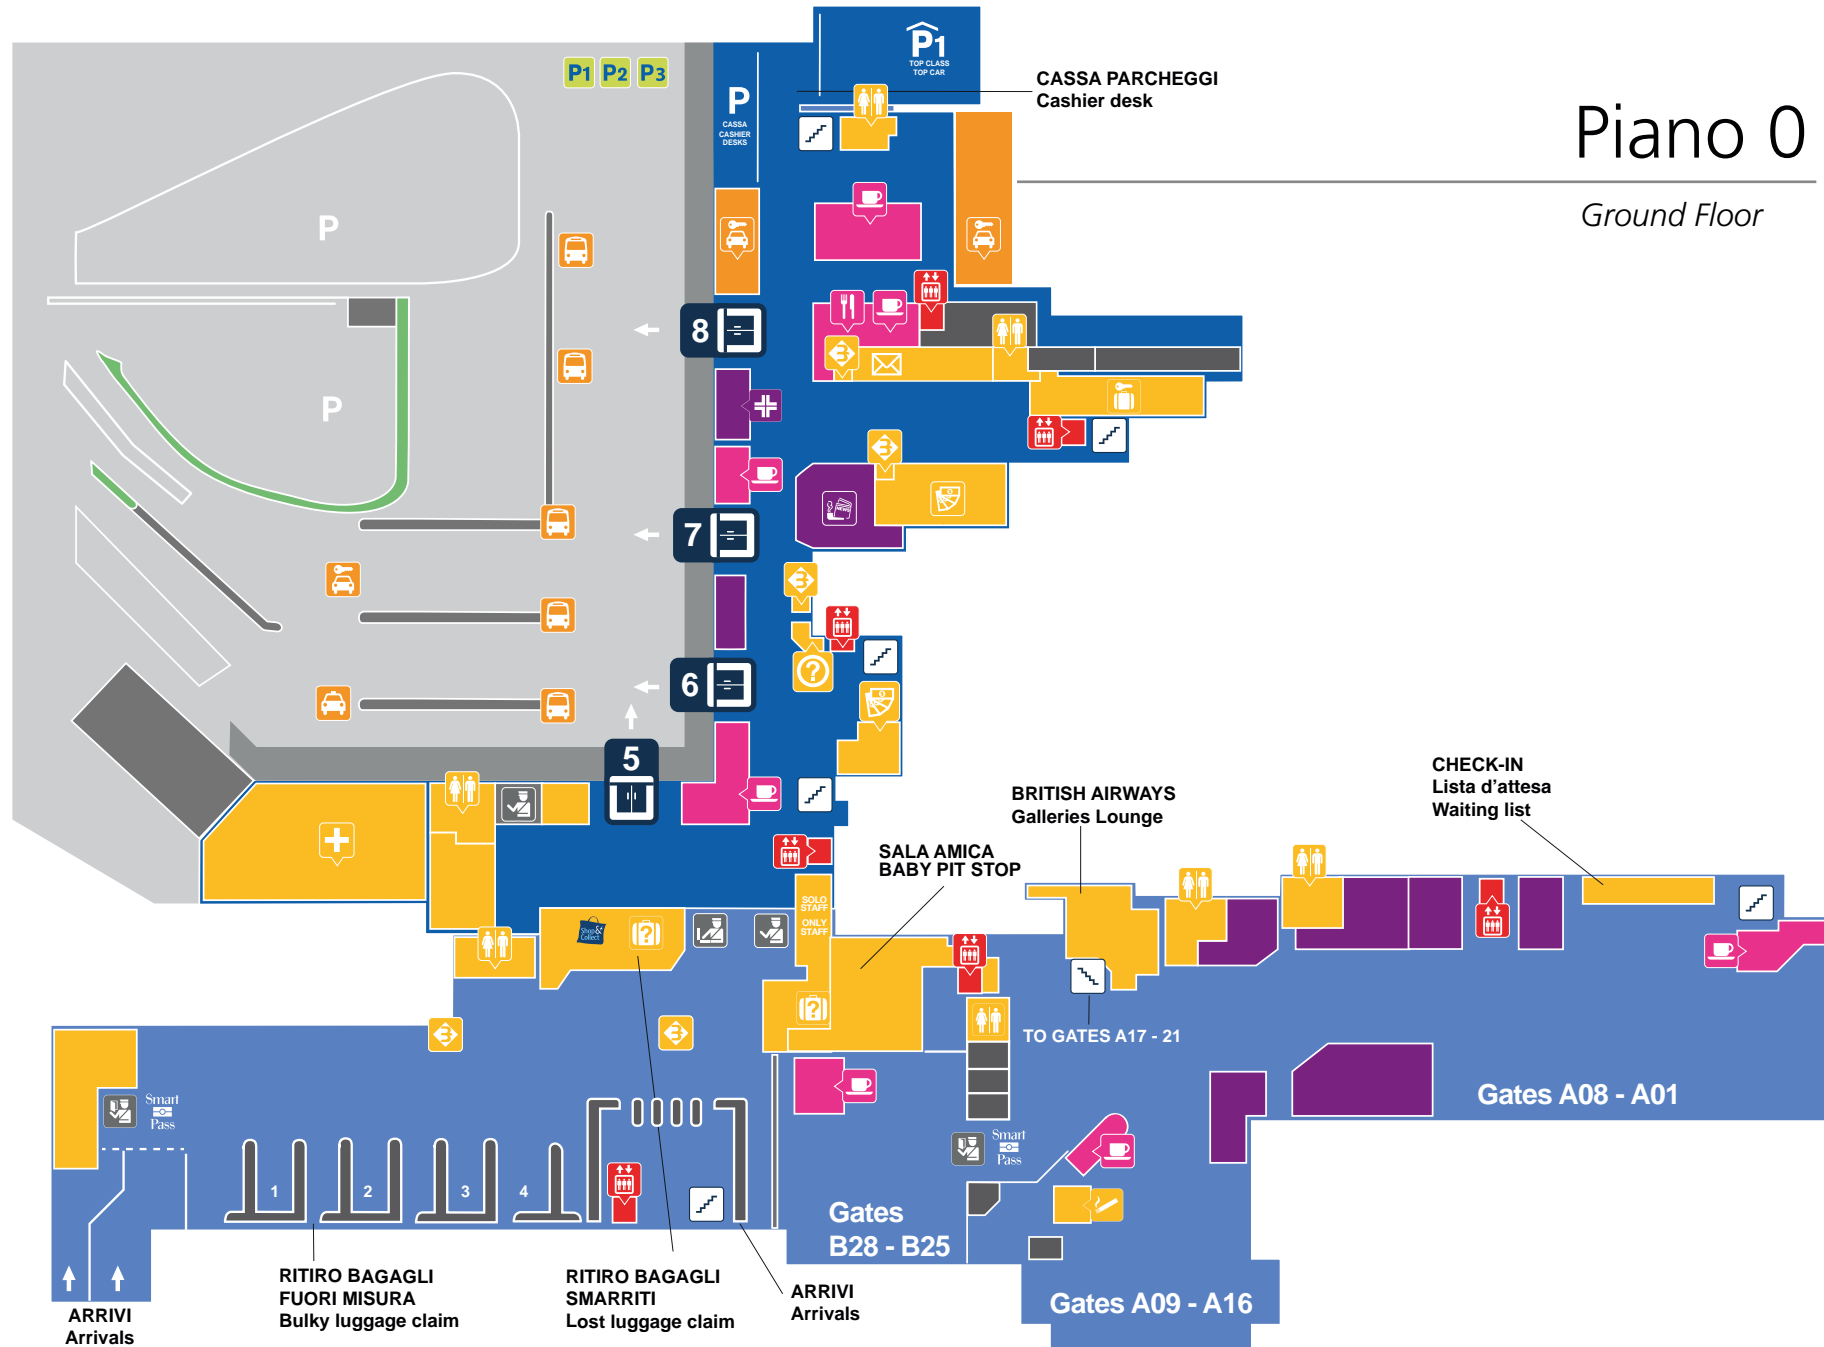 P1
TOP CLASS
TOP CAR
P1 P2 P3
CASSA PARCHEGGI
Cashier desk
P
CASSA
CASHIER
DESKS
Piano 0
Ground Floor
P
8
P
NEWS
7
6
5
CHECK-IN
Lista d'attesa
Waiting list
BRITISH AIRWAYS
Galleries Lounge
SALA AMICA
BABY PIT STOP
SOLO
STAFF
ONLY
STAFF
Shop&
Collect
TO GATES A17 - 21
Smart
Pass
Gates A08 - A01
Smart
Pass
1
2
3
4
Gates
B28 - B25
Gates A09 - A16
RITIRO BAGAGLI
FUORI MISURA
Bulky luggage claim
RITIRO BAGAGLI
SMARRITI
Lost luggage claim
ARRIVI
Arrivals
ARRIVI
Arrivals